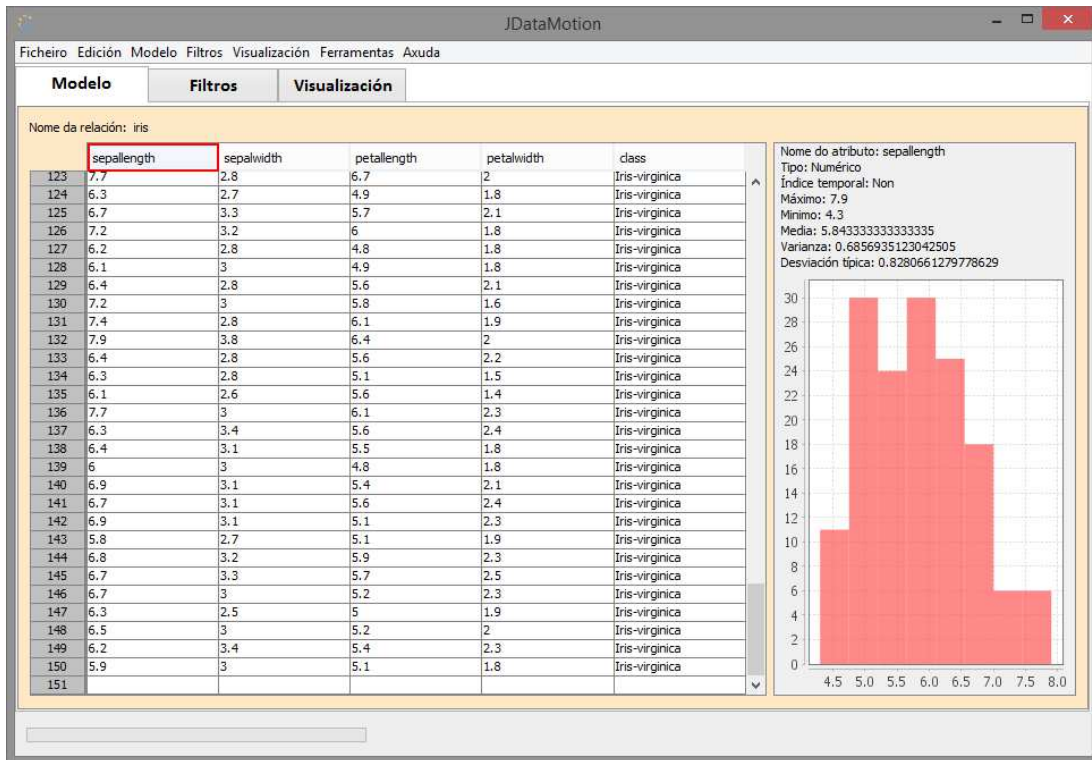 JDataMotion
Ficheiro Edición Modelo Filtros Visualización Ferramentas Axuda
Modelo Filtros Visualización
Nome da relación: iris
sepallength sepalwidth petallength petalwidth class
123 7.7 2.8 6.7 2 Iris-virginica
124 6.3 2.7 4.9 1.8 Iris-virginica
125 6.7 3.3 5.7 2.1 Iris-virginica
126 7.2 3.2 6 1.8 Iris-virginica
127 6.2 2.8 4.8 1.8 Iris-virginica
128 6.1 3 4.9 1.8 Iris-virginica
129 6.4 2.8 5.6 2.1 Iris-virginica
130 7.2 3 5.8 1.6 Iris-virginica
131 7.4 2.8 6.1 1.9 Iris-virginica
132 7.9 3.8 6.4 2 Iris-virginica
133 6.4 2.8 5.6 2.2 Iris-virginica
134 6.3 2.8 5.1 1.5 Iris-virginica
135 6.1 2.6 5.6 1.4 Iris-virginica
136 7.7 3 6.1 2.3 Iris-virginica
137 6.3 3.4 5.6 2.4 Iris-virginica
138 6.4 3.1 5.5 1.8 Iris-virginica
139 6 3 4.8 1.8 Iris-virginica
140 6.9 3.1 5.4 2.1 Iris-virginica
141 6.7 3.1 5.6 2.4 Iris-virginica
142 6.9 3.1 5.1 2.3 Iris-virginica
143 5.8 2.7 5.1 1.9 Iris-virginica
144 6.8 3.2 5.9 2.3 Iris-virginica
145 6.7 3.3 5.7 2.5 Iris-virginica
146 6.7 3 5.2 2.3 Iris-virginica
147 6.3 2.5 5 1.9 Iris-virginica
148 6.5 3 5.2 2 Iris-virginica
149 6.2 3.4 5.4 2.3 Iris-virginica
150 5.9 3 5.1 1.8 Iris-virginica
151
Nome do atributo: sepallength
Tipo: Numérico
Índice temporal: Non
Máximo: 7.9
Mínimo: 4.3
Media: 5.843333333333335
Varianza: 0.6856935123042505
Desviación típica: 0.8280661279778629
30
28
26
24
22
20
18
16
14
12
10
8
6
4
2
0
4.5 5.0 5.5 6.0 6.5 7.0 7.5 8.0